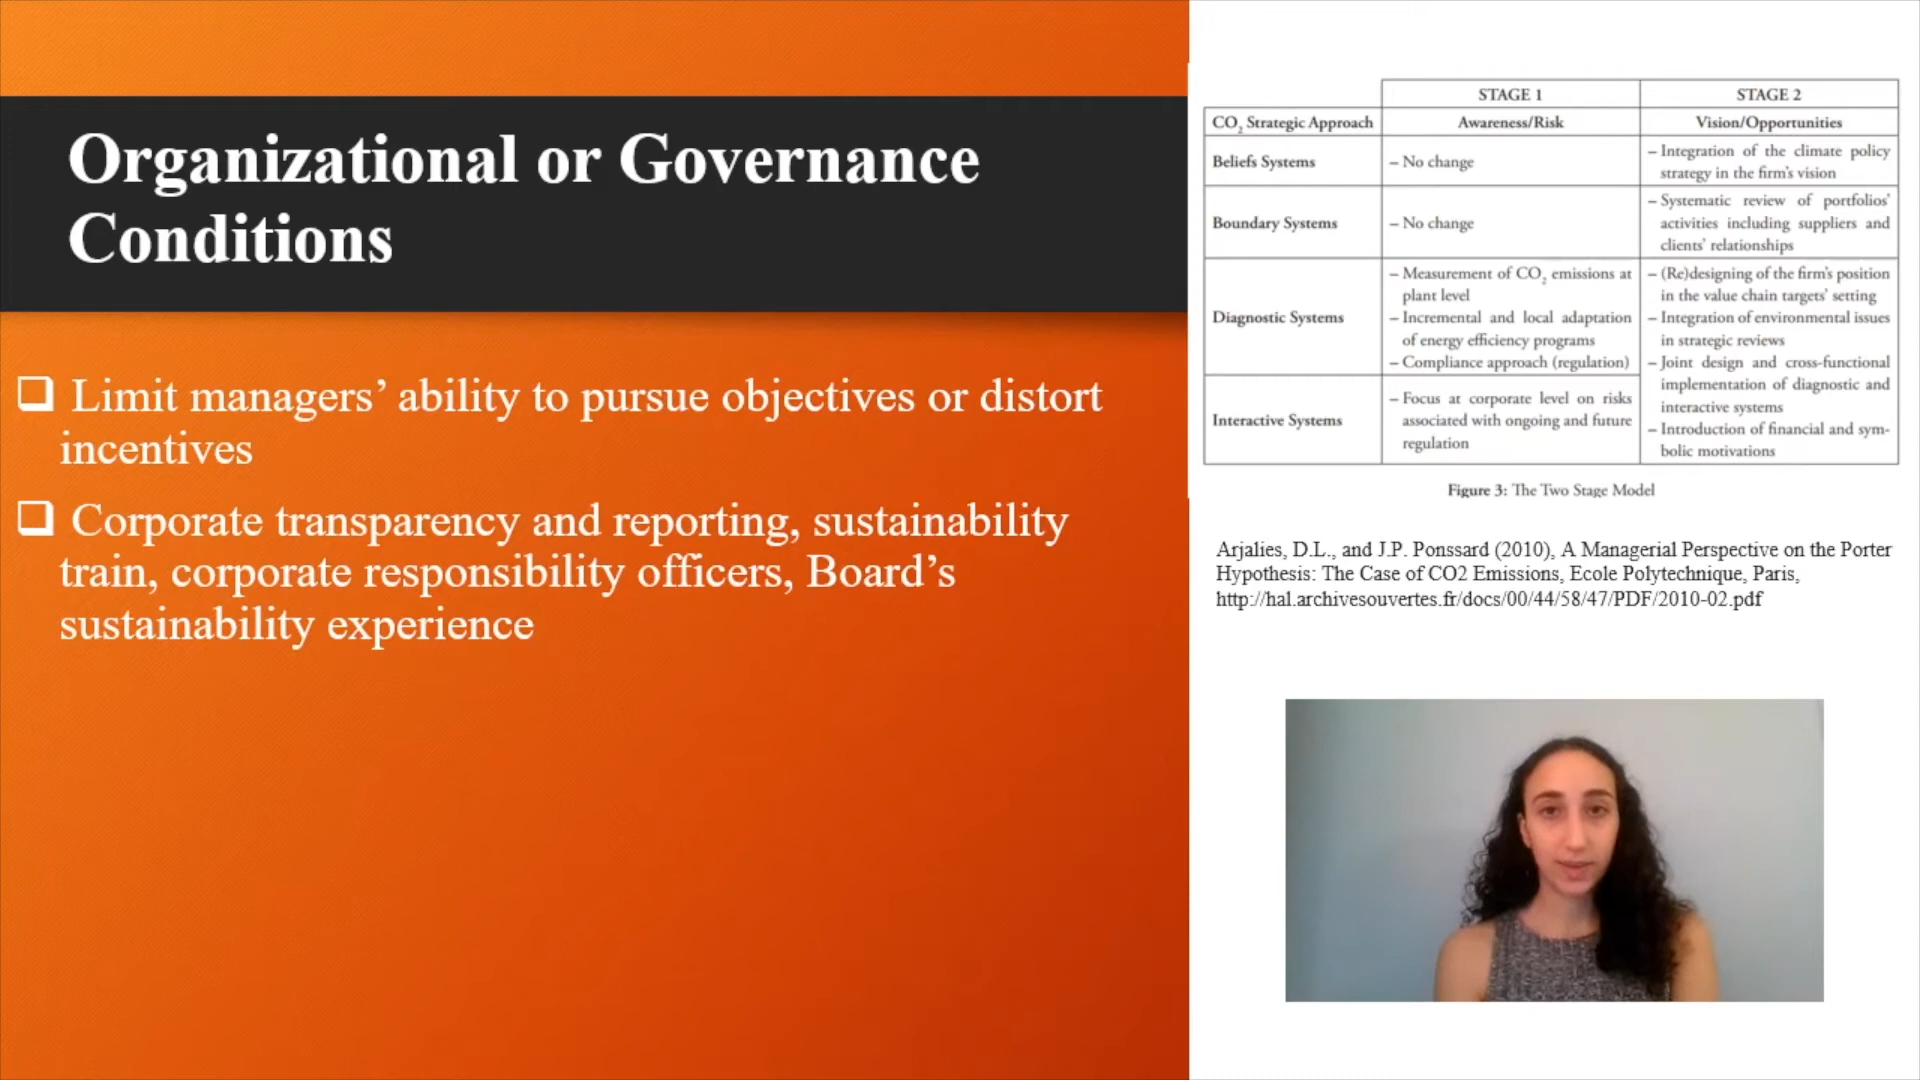 Organizational or Governance
Conditions
❑ Limit managers’ ability to pursue objectives or distort
incentives
❑ Corporate transparency and reporting, sustainability
train, corporate responsibility officers, Board’s
sustainability experience
STAGE 1 STAGE 2
CO₂ Strategic Approach Awareness/Risk Vision/Opportunities
Beliefs Systems
– No change
– Integration of the climate policy
strategy in the firm’s vision
Boundary Systems
– No change
– Systematic review of portfolios’
activities including suppliers and
clients’ relationships
Diagnostic Systems
– Measurement of CO₂ emissions at
plant level
– Incremental and local adaptation
of energy efficiency programs
– Compliance approach (regulation)
– (Re)designing of the firm’s position
in the value chain targets’ setting
– Integration of environmental issues
in strategic reviews
– Joint design and cross-functional
implementation of diagnostic and
interactive systems
– Introduction of financial and sym-
bolic motivations
Interactive Systems
– Focus at corporate level on risks
associated with ongoing and future
regulation
Figure 3: The Two Stage Model
Arjalies, D.L., and J.P. Ponssard (2010), A Managerial Perspective on the Porter
Hypothesis: The Case of CO2 Emissions, Ecole Polytechnique, Paris,
http://hal.archivesouvertes.fr/docs/00/44/58/47/PDF/2010-02.pdf